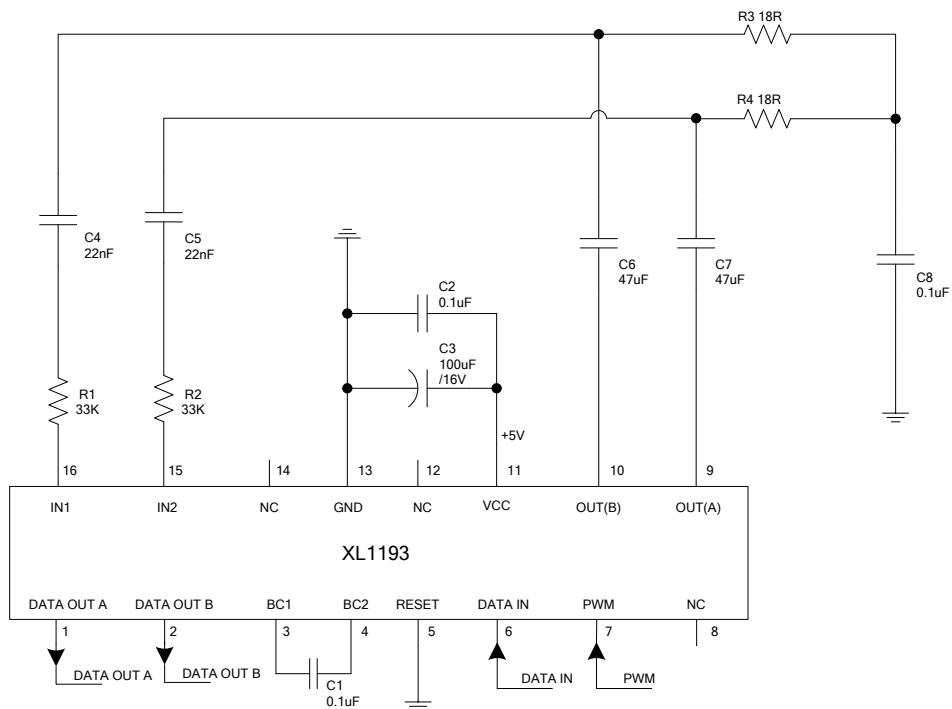 R3 18R
R4 18R
C4
22nF
C5
22nF
C2
0.1uF
C3
100uF
/16V
C6
47uF
C7
47uF
C8
0.1uF
R1
33K
R2
33K
+5V
16 15 14 13 12 11 10 9
IN1 IN2 NC GND NC VCC OUT(B) OUT(A)
XL1193
DATA OUT A DATA OUT B BC1 BC2 RESET DATA IN PWM NC
1 2 3 4 5 6 7 8
DATA OUT A DATA OUT B DATA IN PWM
C1
0.1uF